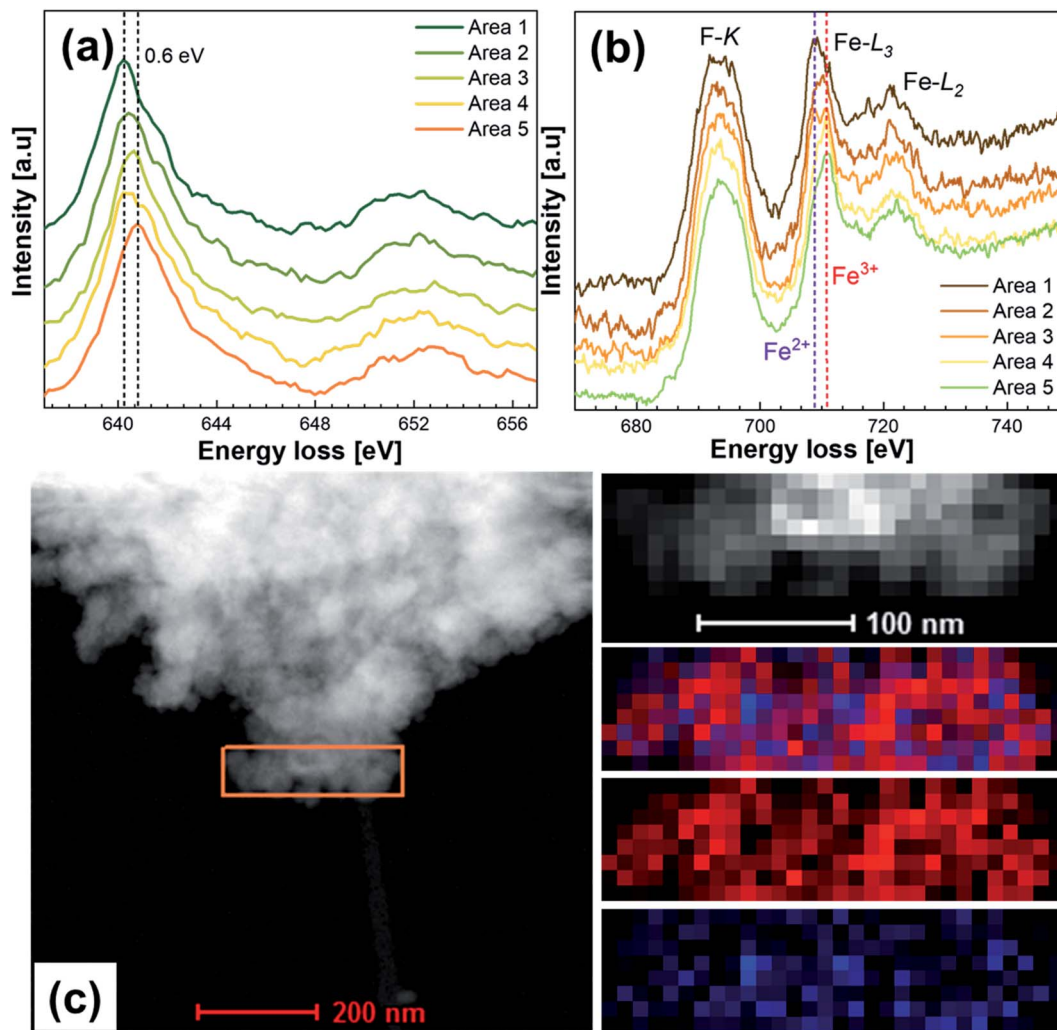 (a)
0.6 eV
Area 1
Area 2
Area 3
Area 4
Area 5
Intensity [a.u]
640 644 648 652 656
Energy loss [eV]
(b)
F-K
Fe-L3
Fe-L2
Fe3+
Fe2+
Area 1
Area 2
Area 3
Area 4
Area 5
Intensity [a.u]
680 700 720 740
Energy loss [eV]
(c)
200 nm
100 nm